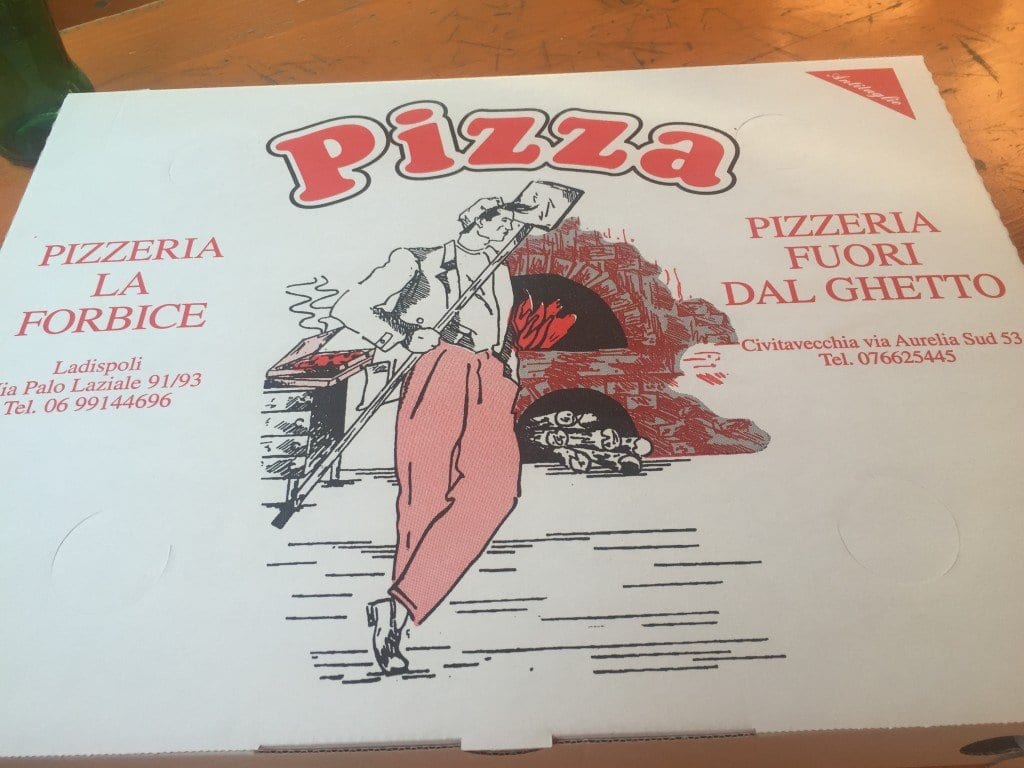 Pizza
Antitaglio
PIZZERIA
LA
FORBICE
Ladispoli
ia Palo Laziale 91/93
Tel. 06 99144696
PIZZERIA
FUORI
DAL GHETTO
Civitavecchia via Aurelia Sud 53
Tel. 076625445